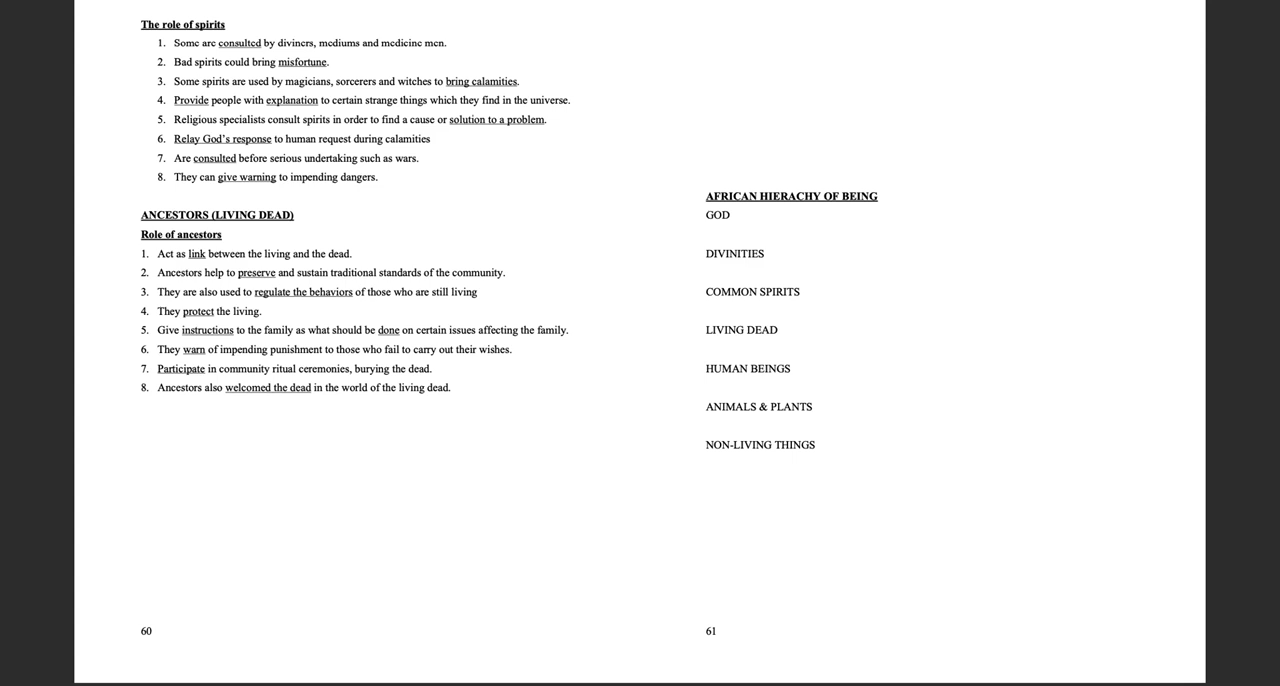 The role of spirits
1. Some are consulted by diviners, mediums and medicine men.
2. Bad spirits could bring misfortune.
3. Some spirits are used by magicians, sorcerers and witches to bring calamities.
4. Provide people with explanation to certain strange things which they find in the universe.
5. Religious specialists consult spirits in order to find a cause or solution to a problem.
6. Relay God's response to human request during calamities
7. Are consulted before serious undertaking such as wars.
8. They can give warning to impending dangers.
ANCESTORS (LIVING DEAD)
Role of ancestors
1. Act as link between the living and the dead.
2. Ancestors help to preserve and sustain traditional standards of the community.
3. They are also used to regulate the behaviors of those who are still living
4. They protect the living.
5. Give instructions to the family as what should be done on certain issues affecting the family.
6. They warn of impending punishment to those who fail to carry out their wishes.
7. Participate in community ritual ceremonies, burying the dead.
8. Ancestors also welcomed the dead in the world of the living dead.
60
AFRICAN HIERACHY OF BEING
GOD
DIVINITIES
COMMON SPIRITS
LIVING DEAD
HUMAN BEINGS
ANIMALS & PLANTS
NON-LIVING THINGS
61